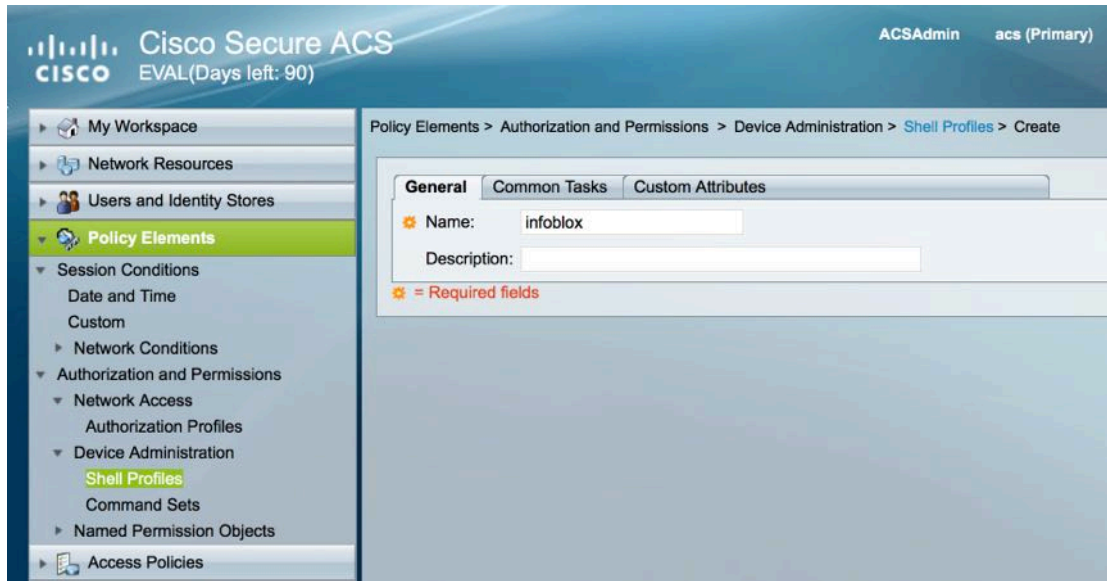 Cisco Secure ACS
CISCO
EVAL(Days left: 90)
ACSAdmin
acs (Primary)
My Workspace
Network Resources
Users and Identity Stores
Policy Elements
Session Conditions
Date and Time
Custom
Network Conditions
Authorization and Permissions
Network Access
Authorization Profiles
Device Administration
Shell Profiles
Command Sets
Named Permission Objects
Access Policies
Policy Elements > Authorization and Permissions > Device Administration > Shell Profiles > Create
General Common Tasks Custom Attributes
Name: infoblox
Description:
= Required fields